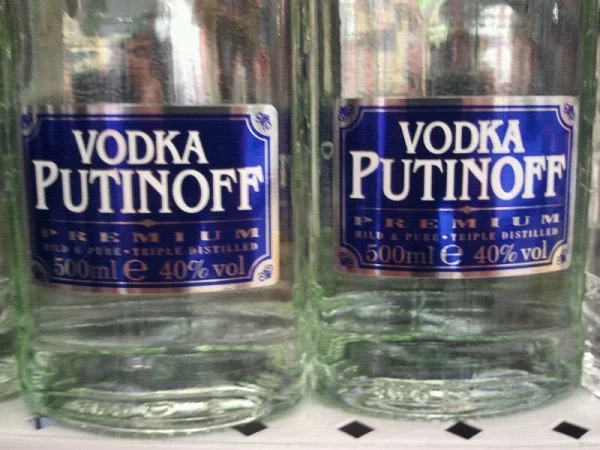 VODKA
PUTINOFF
PREMIUM
MILD & PURE • TRIPLE DISTILLED
500ml e 40% vol
VODKA
PUTINOFF
PREMIUM
MILD & PURE • TRIPLE DISTILLED
500ml e 40% vol